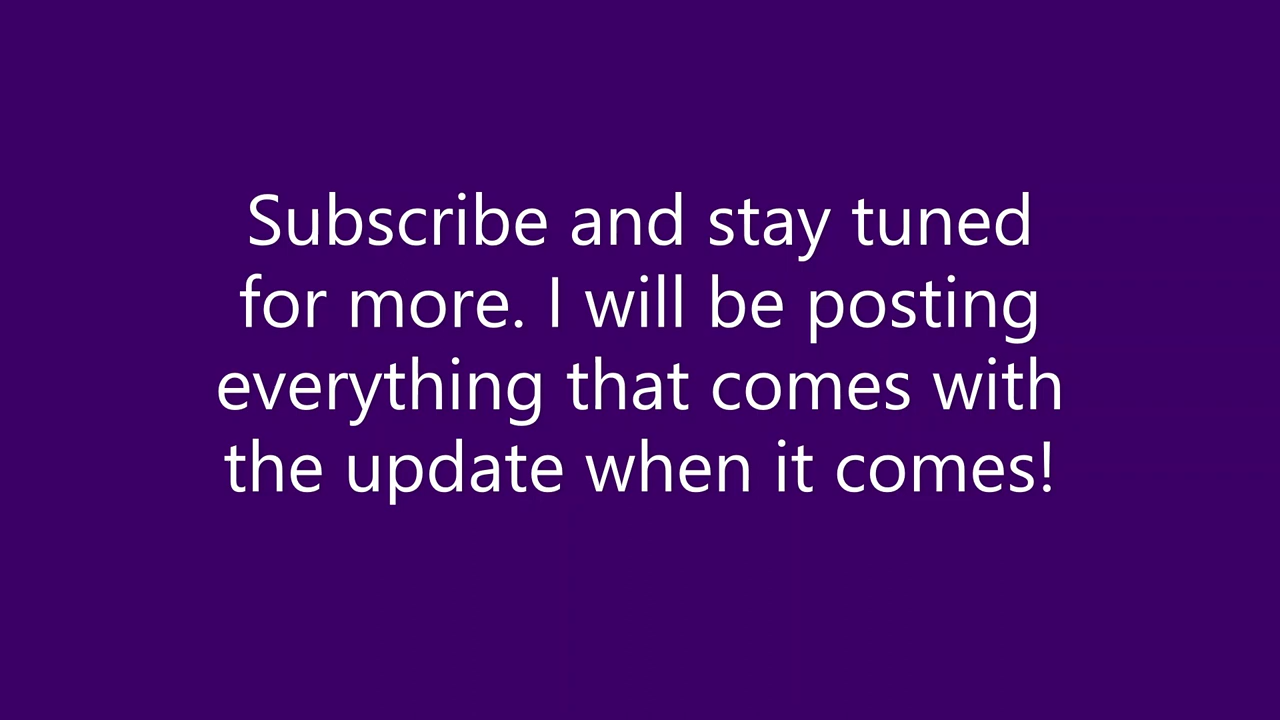 Subscribe and stay tuned
for more. I will be posting
everything that comes with
the update when it comes!